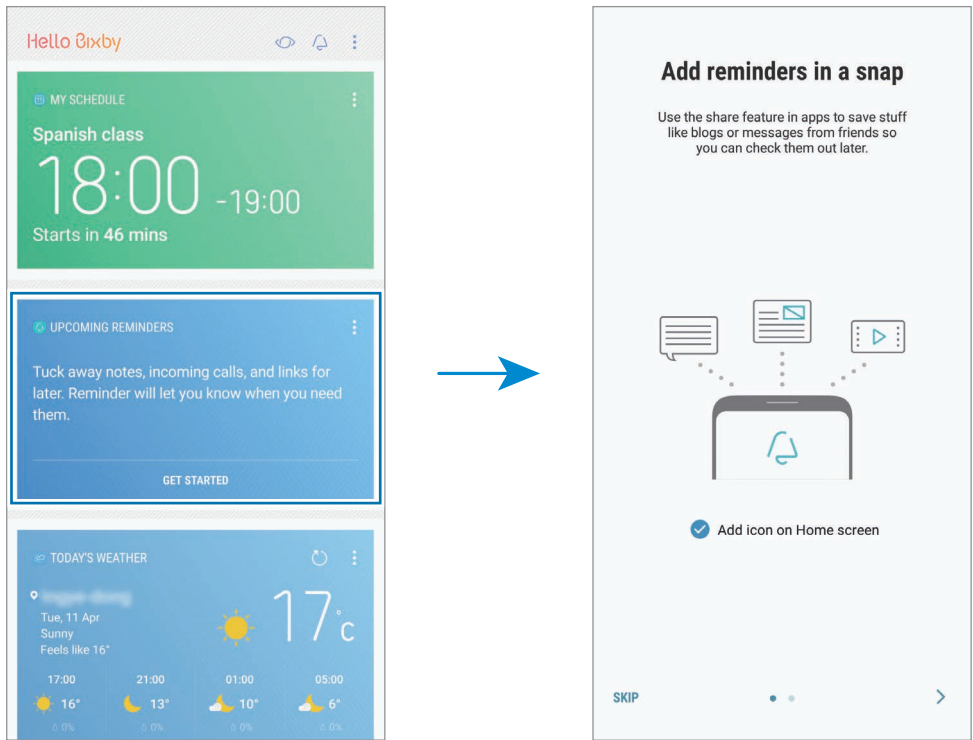 Hello Bixby
MY SCHEDULE
Spanish class
18:00 -19:00
Starts in 46 mins
UPCOMING REMINDERS
Tuck away notes, incoming calls, and links for
later. Reminder will let you know when you need
them.
GET STARTED
TODAY'S WEATHER
17°c
Tue, 11 Apr
Sunny
Feels like 16°
17:00 21:00 01:00 05:00
16° 13° 10° 6°
0% 0% 0% 0%
Add reminders in a snap
Use the share feature in apps to save stuff
like blogs or messages from friends so
you can check them out later.
Add icon on Home screen
SKIP